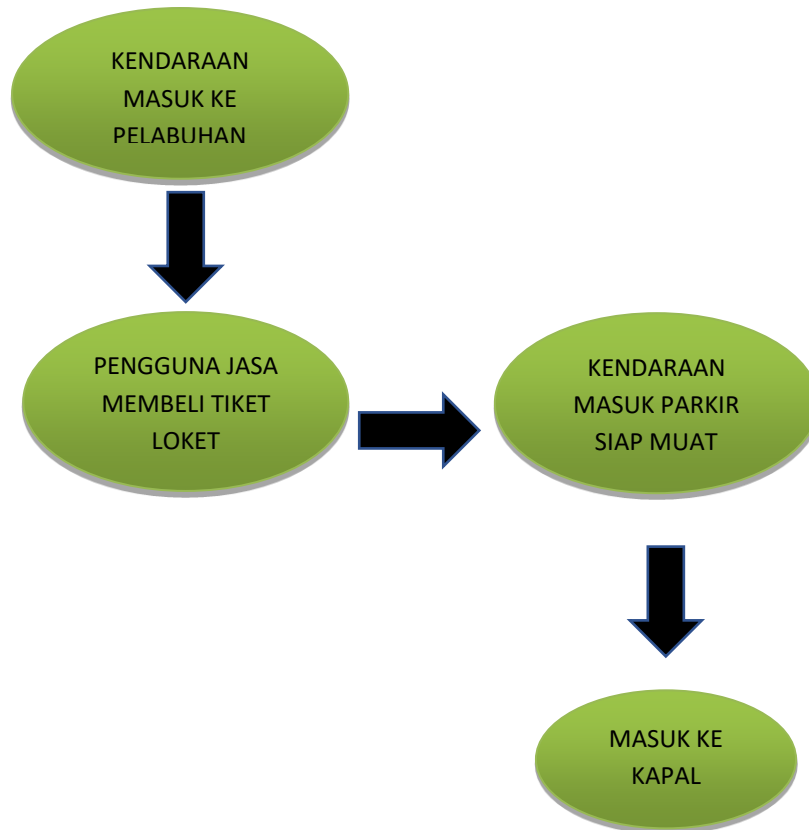 KENDARAAN
MASUK KE
PELABUHAN
PENGGUNA JASA
MEMBELI TIKET
LOKET
KENDARAAN
MASUK PARKIR
SIAP MUAT
MASUK KE
KAPAL